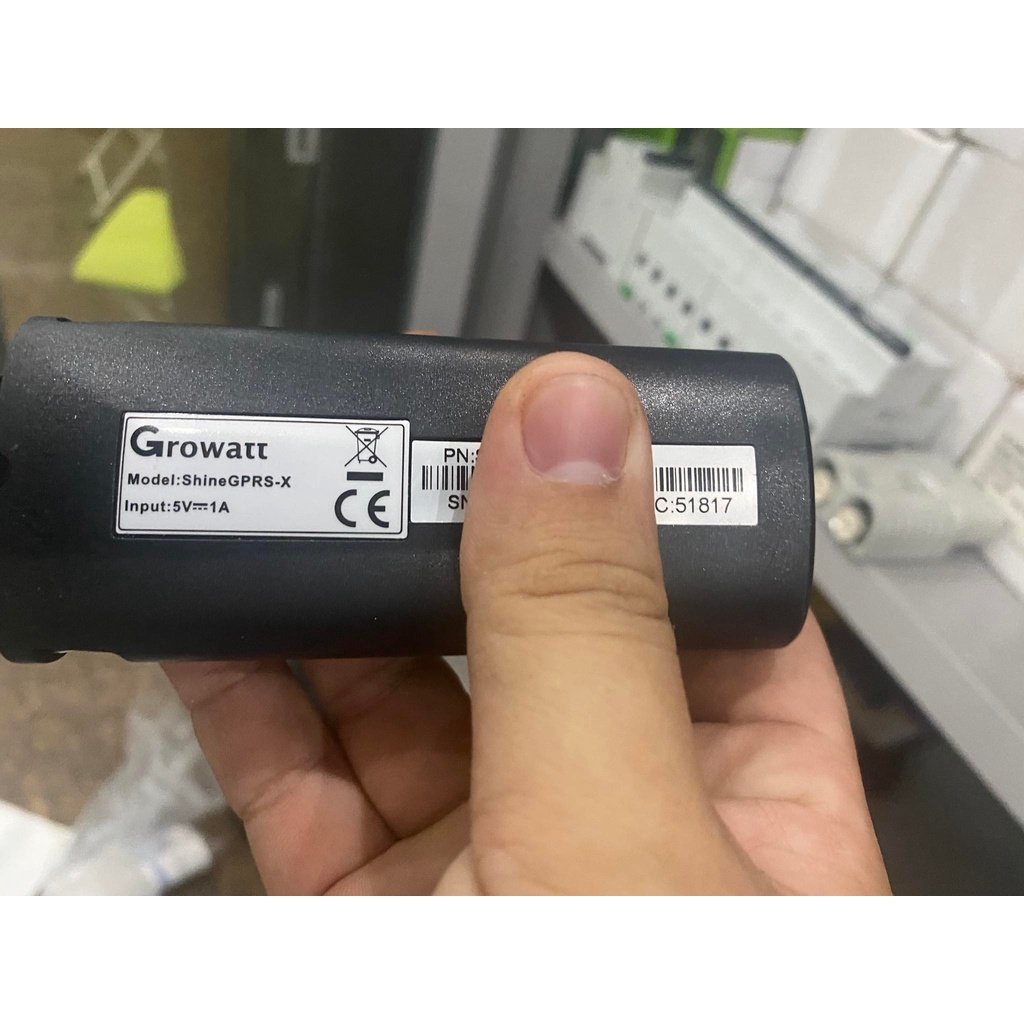 Growatt
Model:ShineGPRS-X
Input:5V⎓1A
CE
PN:
SN C:51817